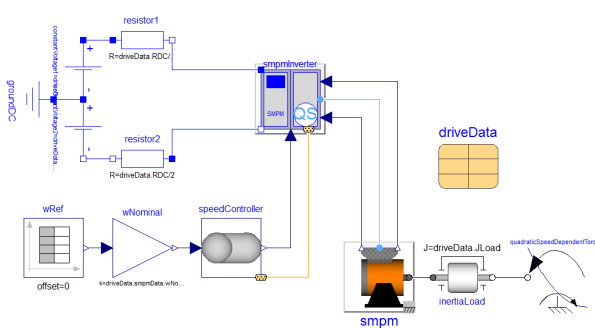 resistor1
R=driveData.RDC/
groundDC
resistor2
R=driveData.RDC/2
smpmInverter
SMPM
QS
driveData
wRef
offset=0
wNominal
k=driveData.smpmData.wNo...
speedController
smpm
J=driveData.JLoad
inertiaLoad
quadraticSpeedDependentTorq